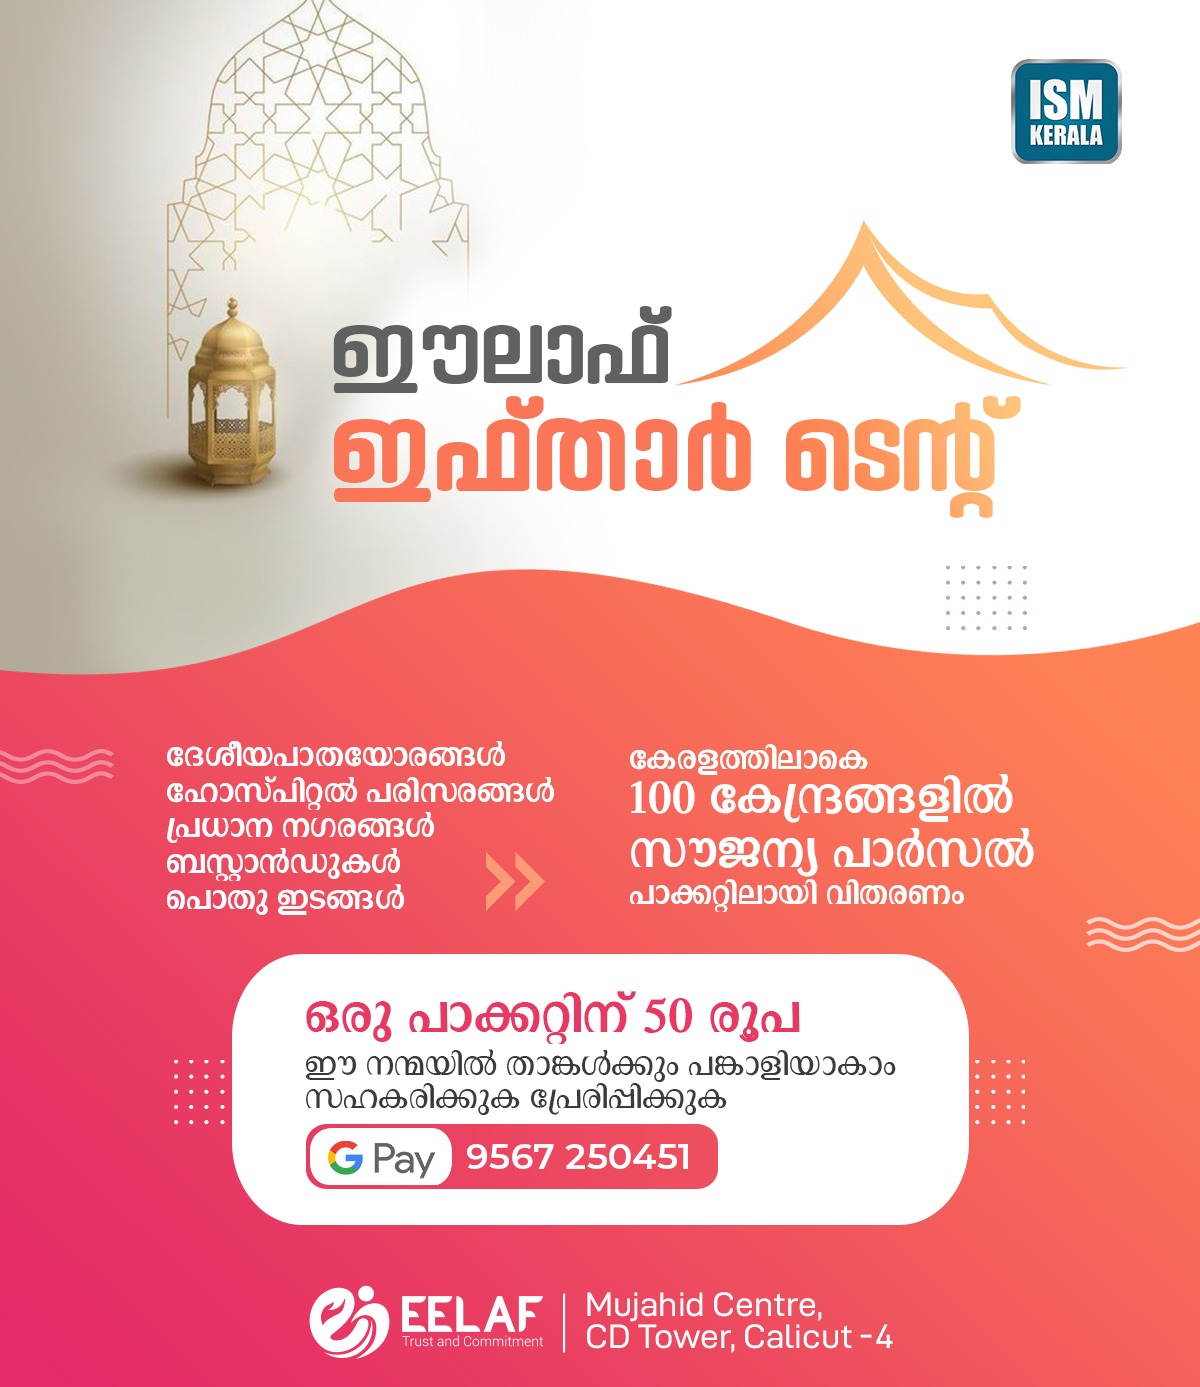 ISM
KERALA
ഈലാഫ്
ഇഫ്താർ ടെന്റ്
ദേശീയപാതയോരങ്ങൾ
ഹോസ്പിറ്റൽ പരിസരങ്ങൾ
പ്രധാന നഗരങ്ങൾ
ബസ്സ്റ്റാൻഡുകൾ
പൊതു ഇടങ്ങൾ
കേരളത്തിലാകെ
100 കേന്ദ്രങ്ങളിൽ
സൗജന്യ പാർസൽ
പാക്കറ്റിലായി വിതരണം
ഒരു പാക്കറ്റിന് 50 രൂപ
ഈ നന്മയിൽ താങ്കൾക്കും പങ്കാളിയാകാം
സഹകരിക്കുക പ്രേരിപ്പിക്കുക
G Pay 9567 250451
EELAF
Trust and Commitment
Mujahid Centre,
CD Tower, Calicut -4